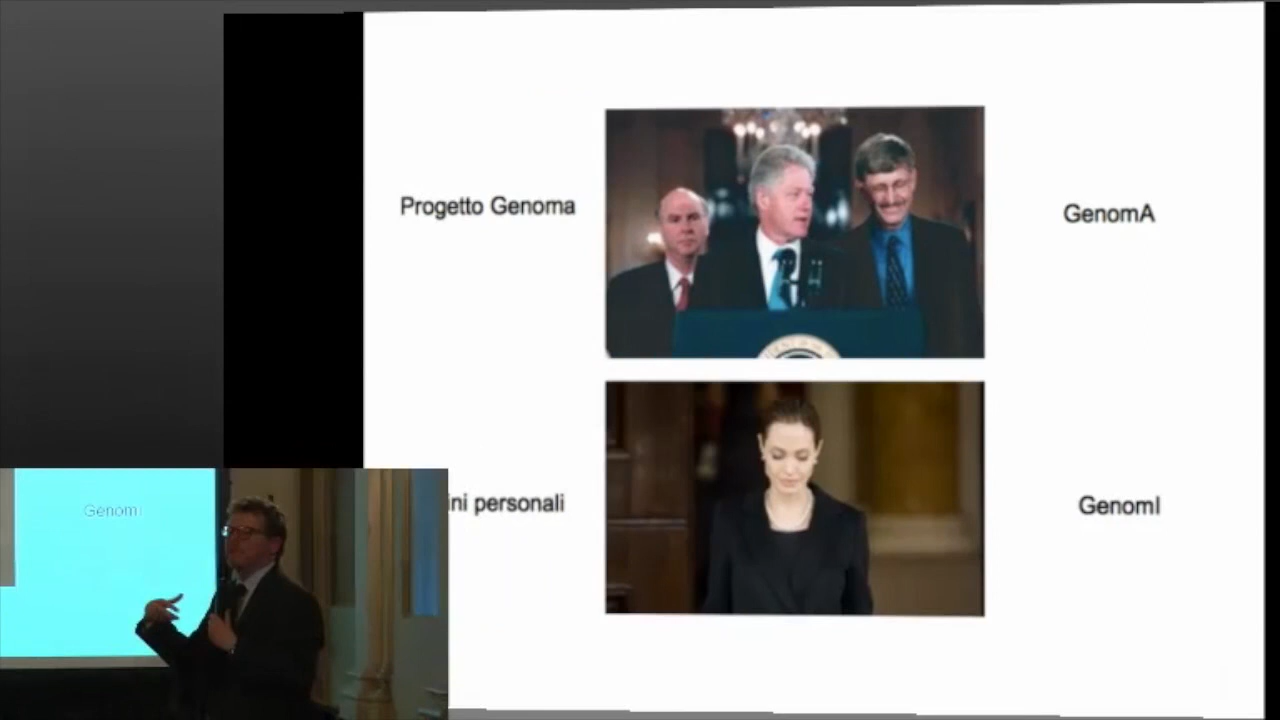 Progetto Genoma
GenomA
ini personali
GenomI
GenomI